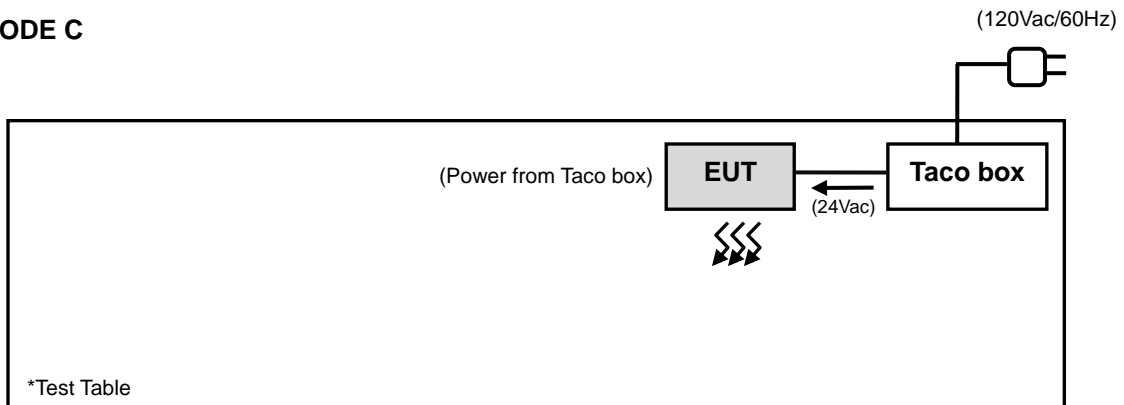 ODE C
(120Vac/60Hz)
(Power from Taco box)
EUT
Taco box
(24Vac)
*Test Table